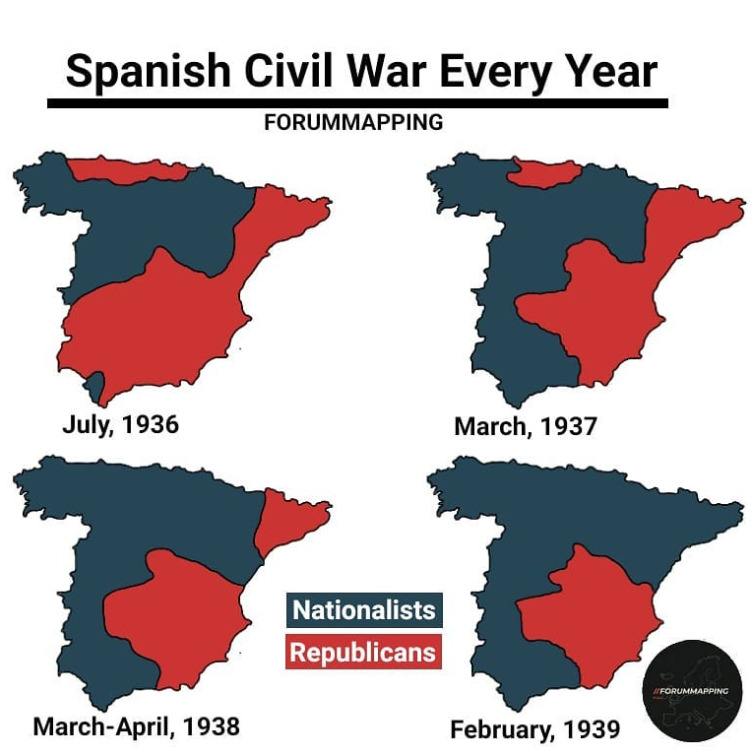 Spanish Civil War Every Year
FORUMMAPPING
July, 1936
March, 1937
Nationalists
Republicans
March-April, 1938
February, 1939
//FORUMMAPPING